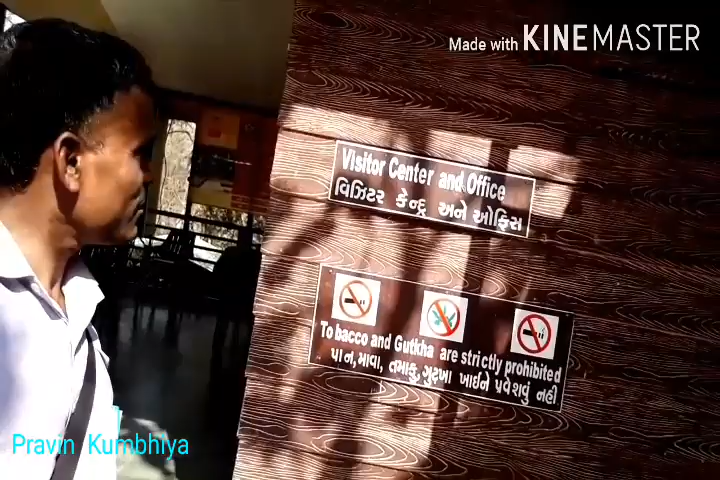 Made with KINEMASTER
Visitor Center and Office
વિઝિટર કેન્દ્ર અને ઓફિસ
Tobacco and Gutkha are strictly prohibited
પાન, માવા, તમાકુ, ગુટખા ખાઈને પ્રવેશવું નહીં
Pravin Kumbhiya